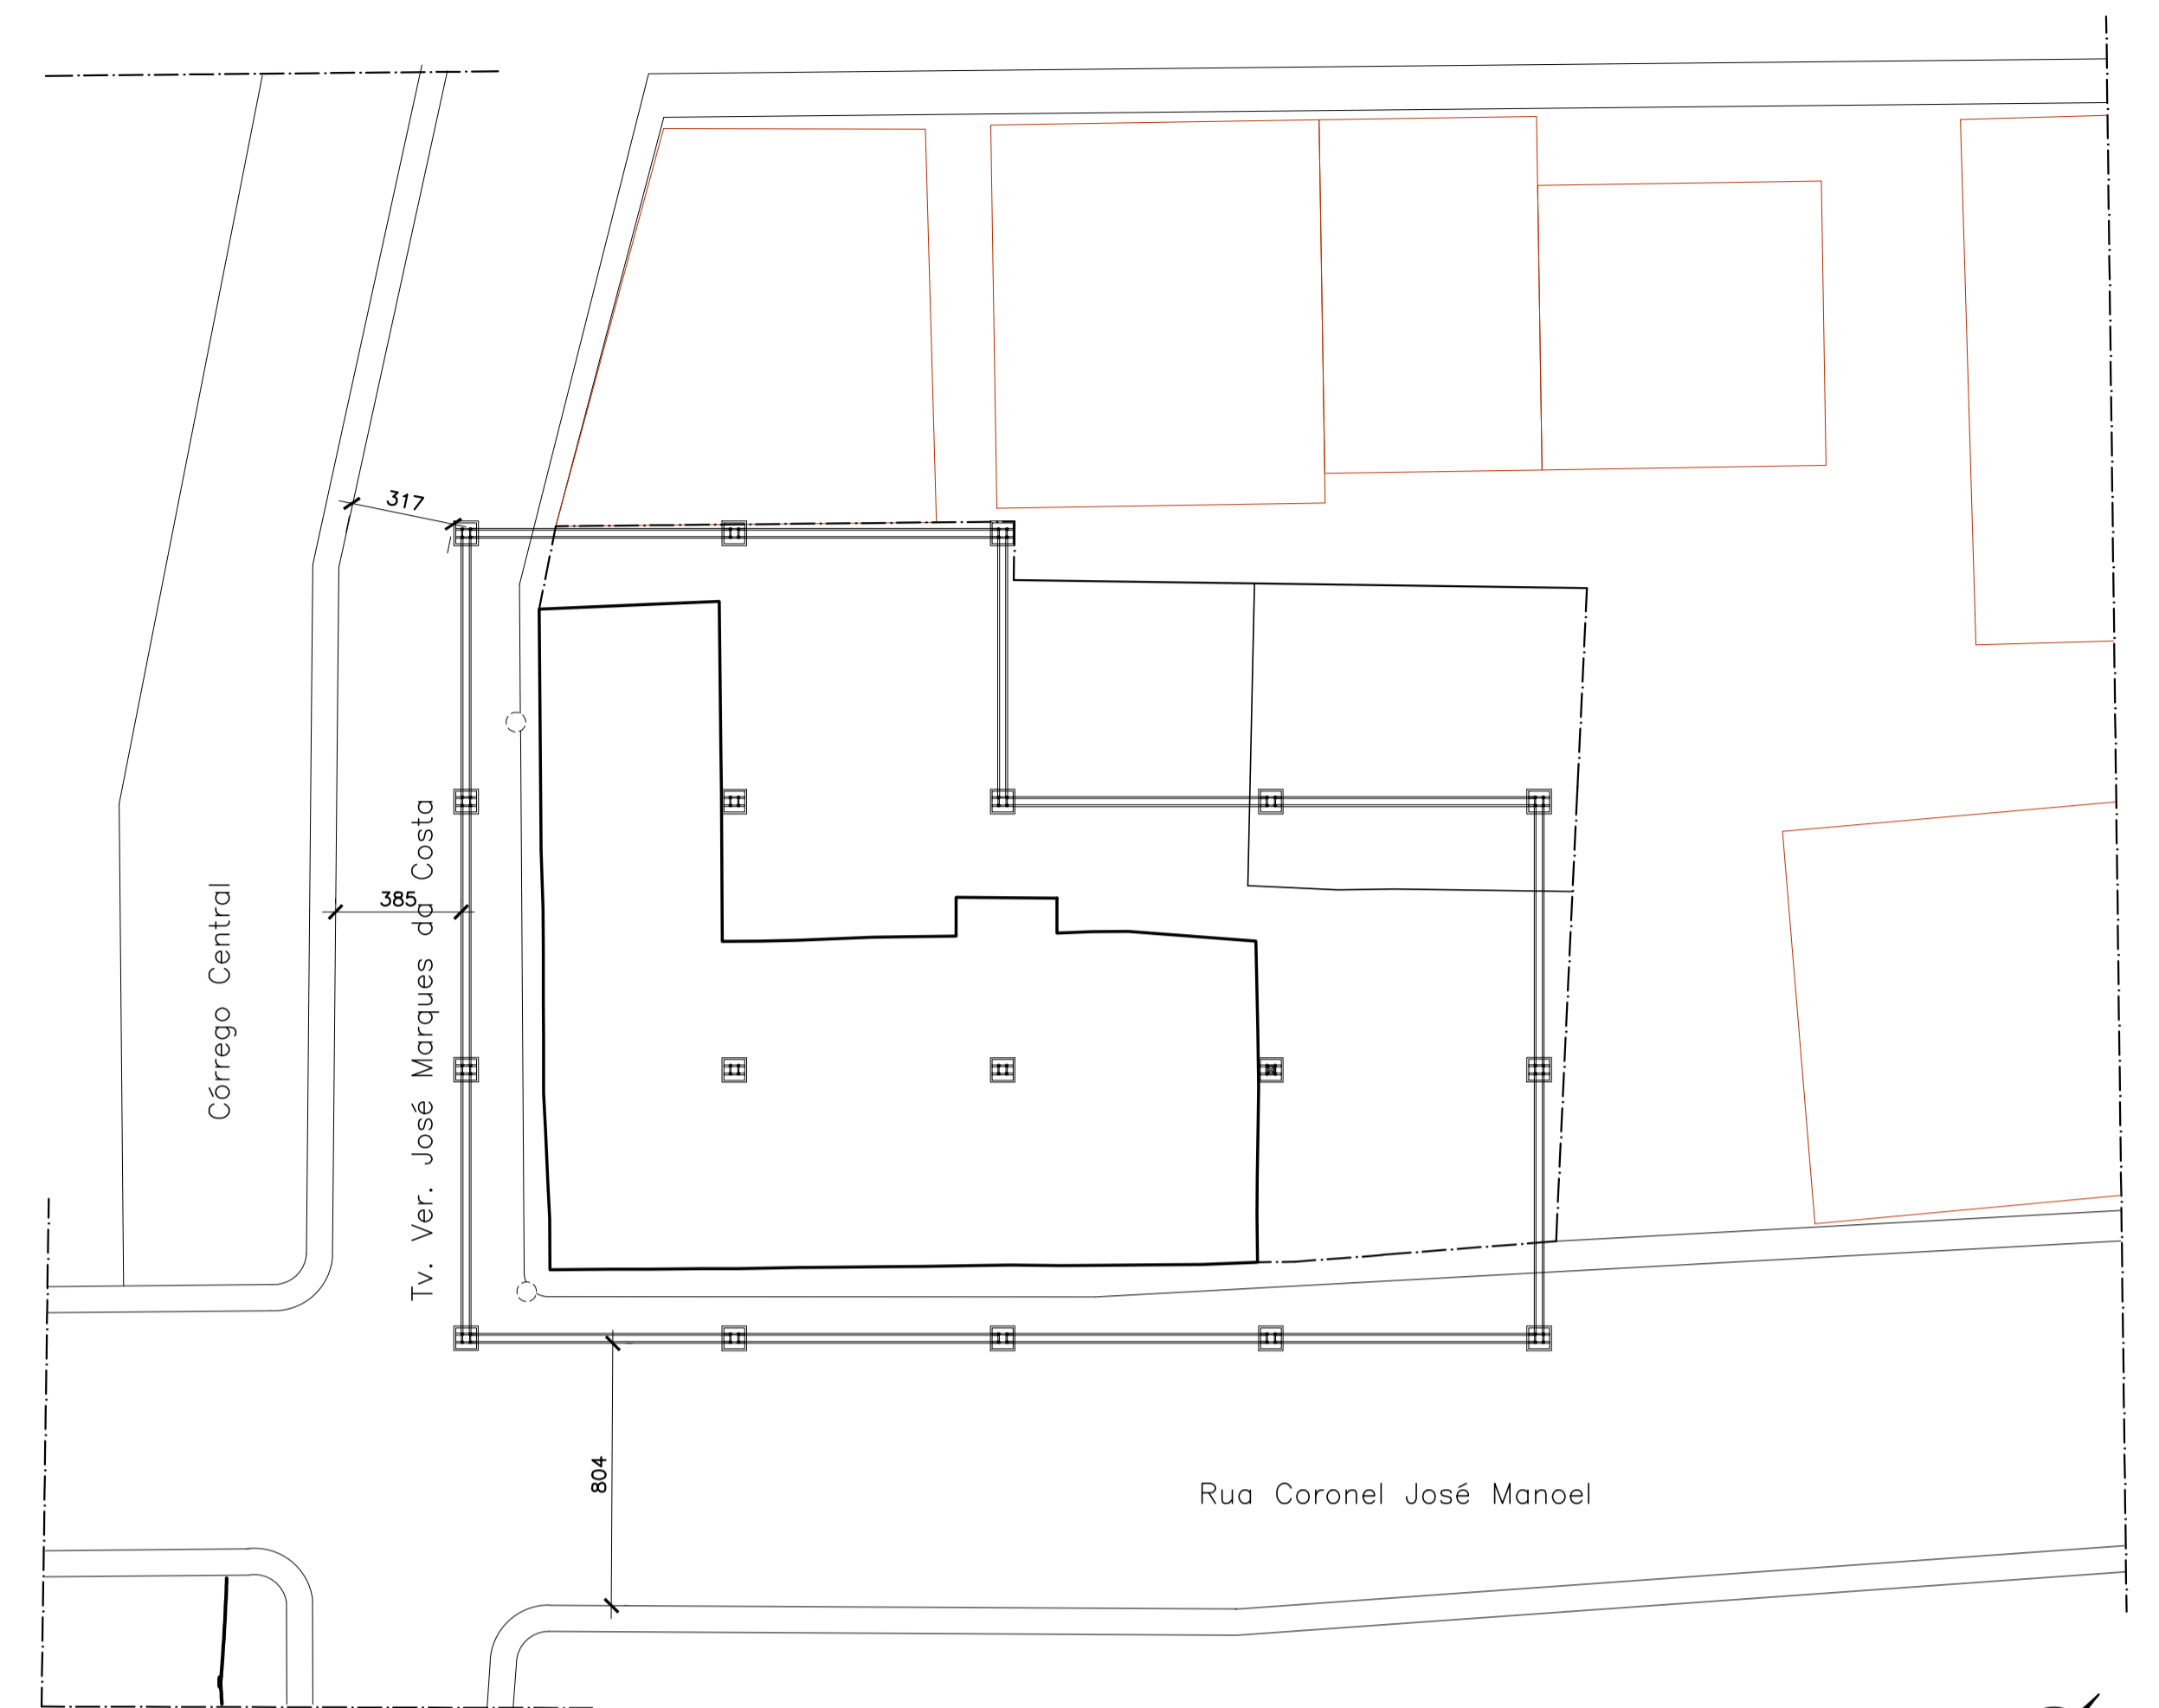 317
385
Tv. Ver. José Marques da Costa
Córrego Central
804
Rua Coronel José Manoel